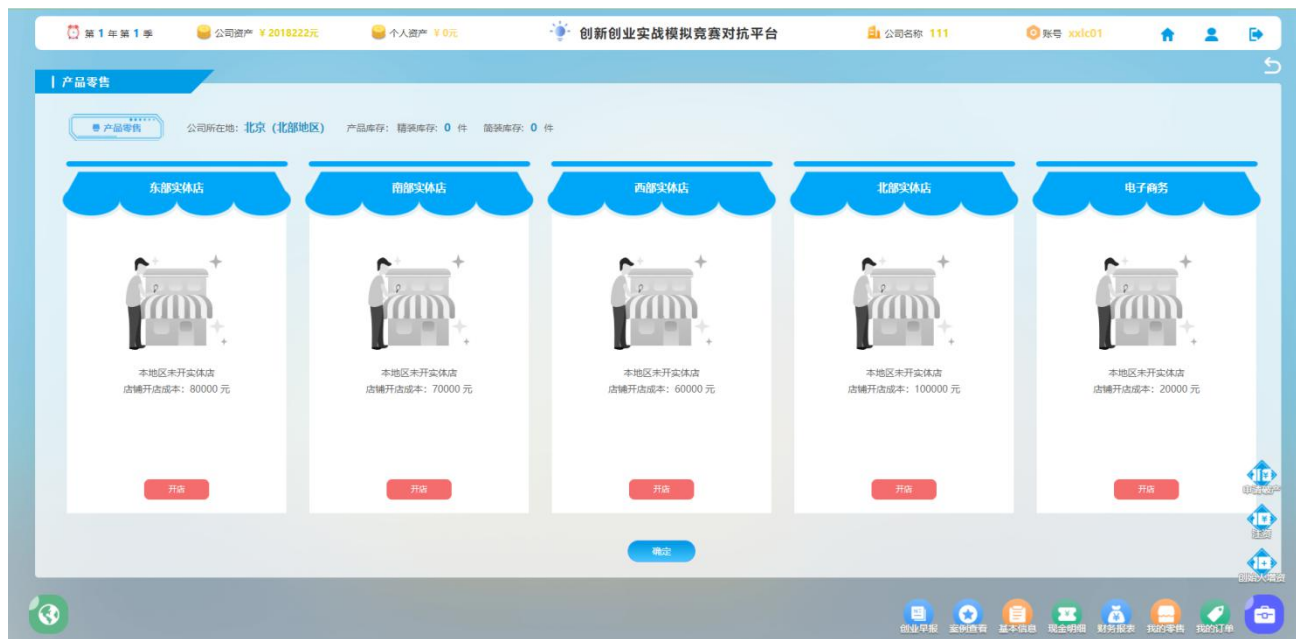 第 1 年第 1 季 公司资产 ¥ 2018222元 个人资产 ¥ 0元 创新创业实战模拟竞赛对抗平台 公司名称 111 账号 xxlc01
产品零售
产品零售 公司所在地: 北京（北部地区） 产品库存: 精装库存: 0 件 简装库存: 0 件
东部实体店 南部实体店 西部实体店 北部实体店 电子商务
本地区未开实体店 本地区未开实体店 本地区未开实体店 本地区未开实体店 本地区未开实体店
店铺开店成本: 80000 元 店铺开店成本: 70000 元 店铺开店成本: 60000 元 店铺开店成本: 100000 元 店铺开店成本: 20000 元
开店 开店 开店 开店 开店
申请破产
注资
确定
创始人增资
创业早报 案例查看 基本信息 现金明细 财务报表 我的零售 我的订单